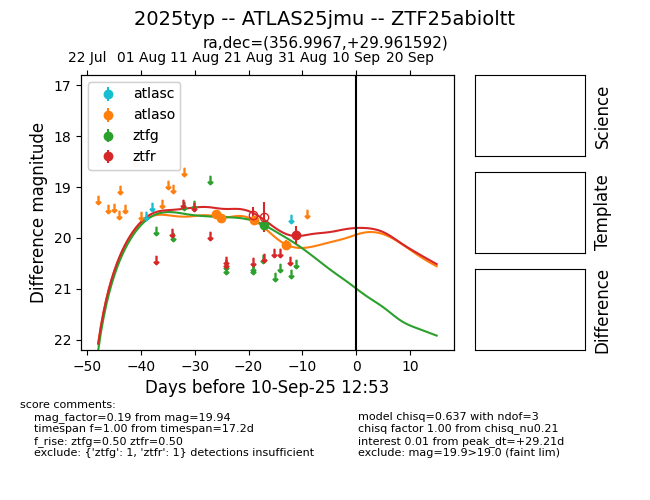 2025typ -- ATLAS25jmu -- ZTF25abioltt
ra,dec=(356.9967,+29.961592)
22 Jul 01 Aug 11 Aug 21 Aug 31 Aug 10 Sep 20 Sep
17
18
19
20
21
22
Difference magnitude
atlasc
atlaso
ztfg
ztfr
−50 −40 −30 −20 −10 0 10
Days before 10-Sep-25 12:53
Science
Template
Difference
score comments:
mag_factor=0.19 from mag=19.94
timespan f=1.00 from timespan=17.2d
f_rise: ztfg=0.50 ztfr=0.50
exclude: {'ztfg': 1, 'ztfr': 1} detections insufficient
model chisq=0.637 with ndof=3
chisq factor 1.00 from chisq_nu0.21
interest 0.01 from peak_dt=+29.21d
exclude: mag=19.9>19.0 (faint lim)